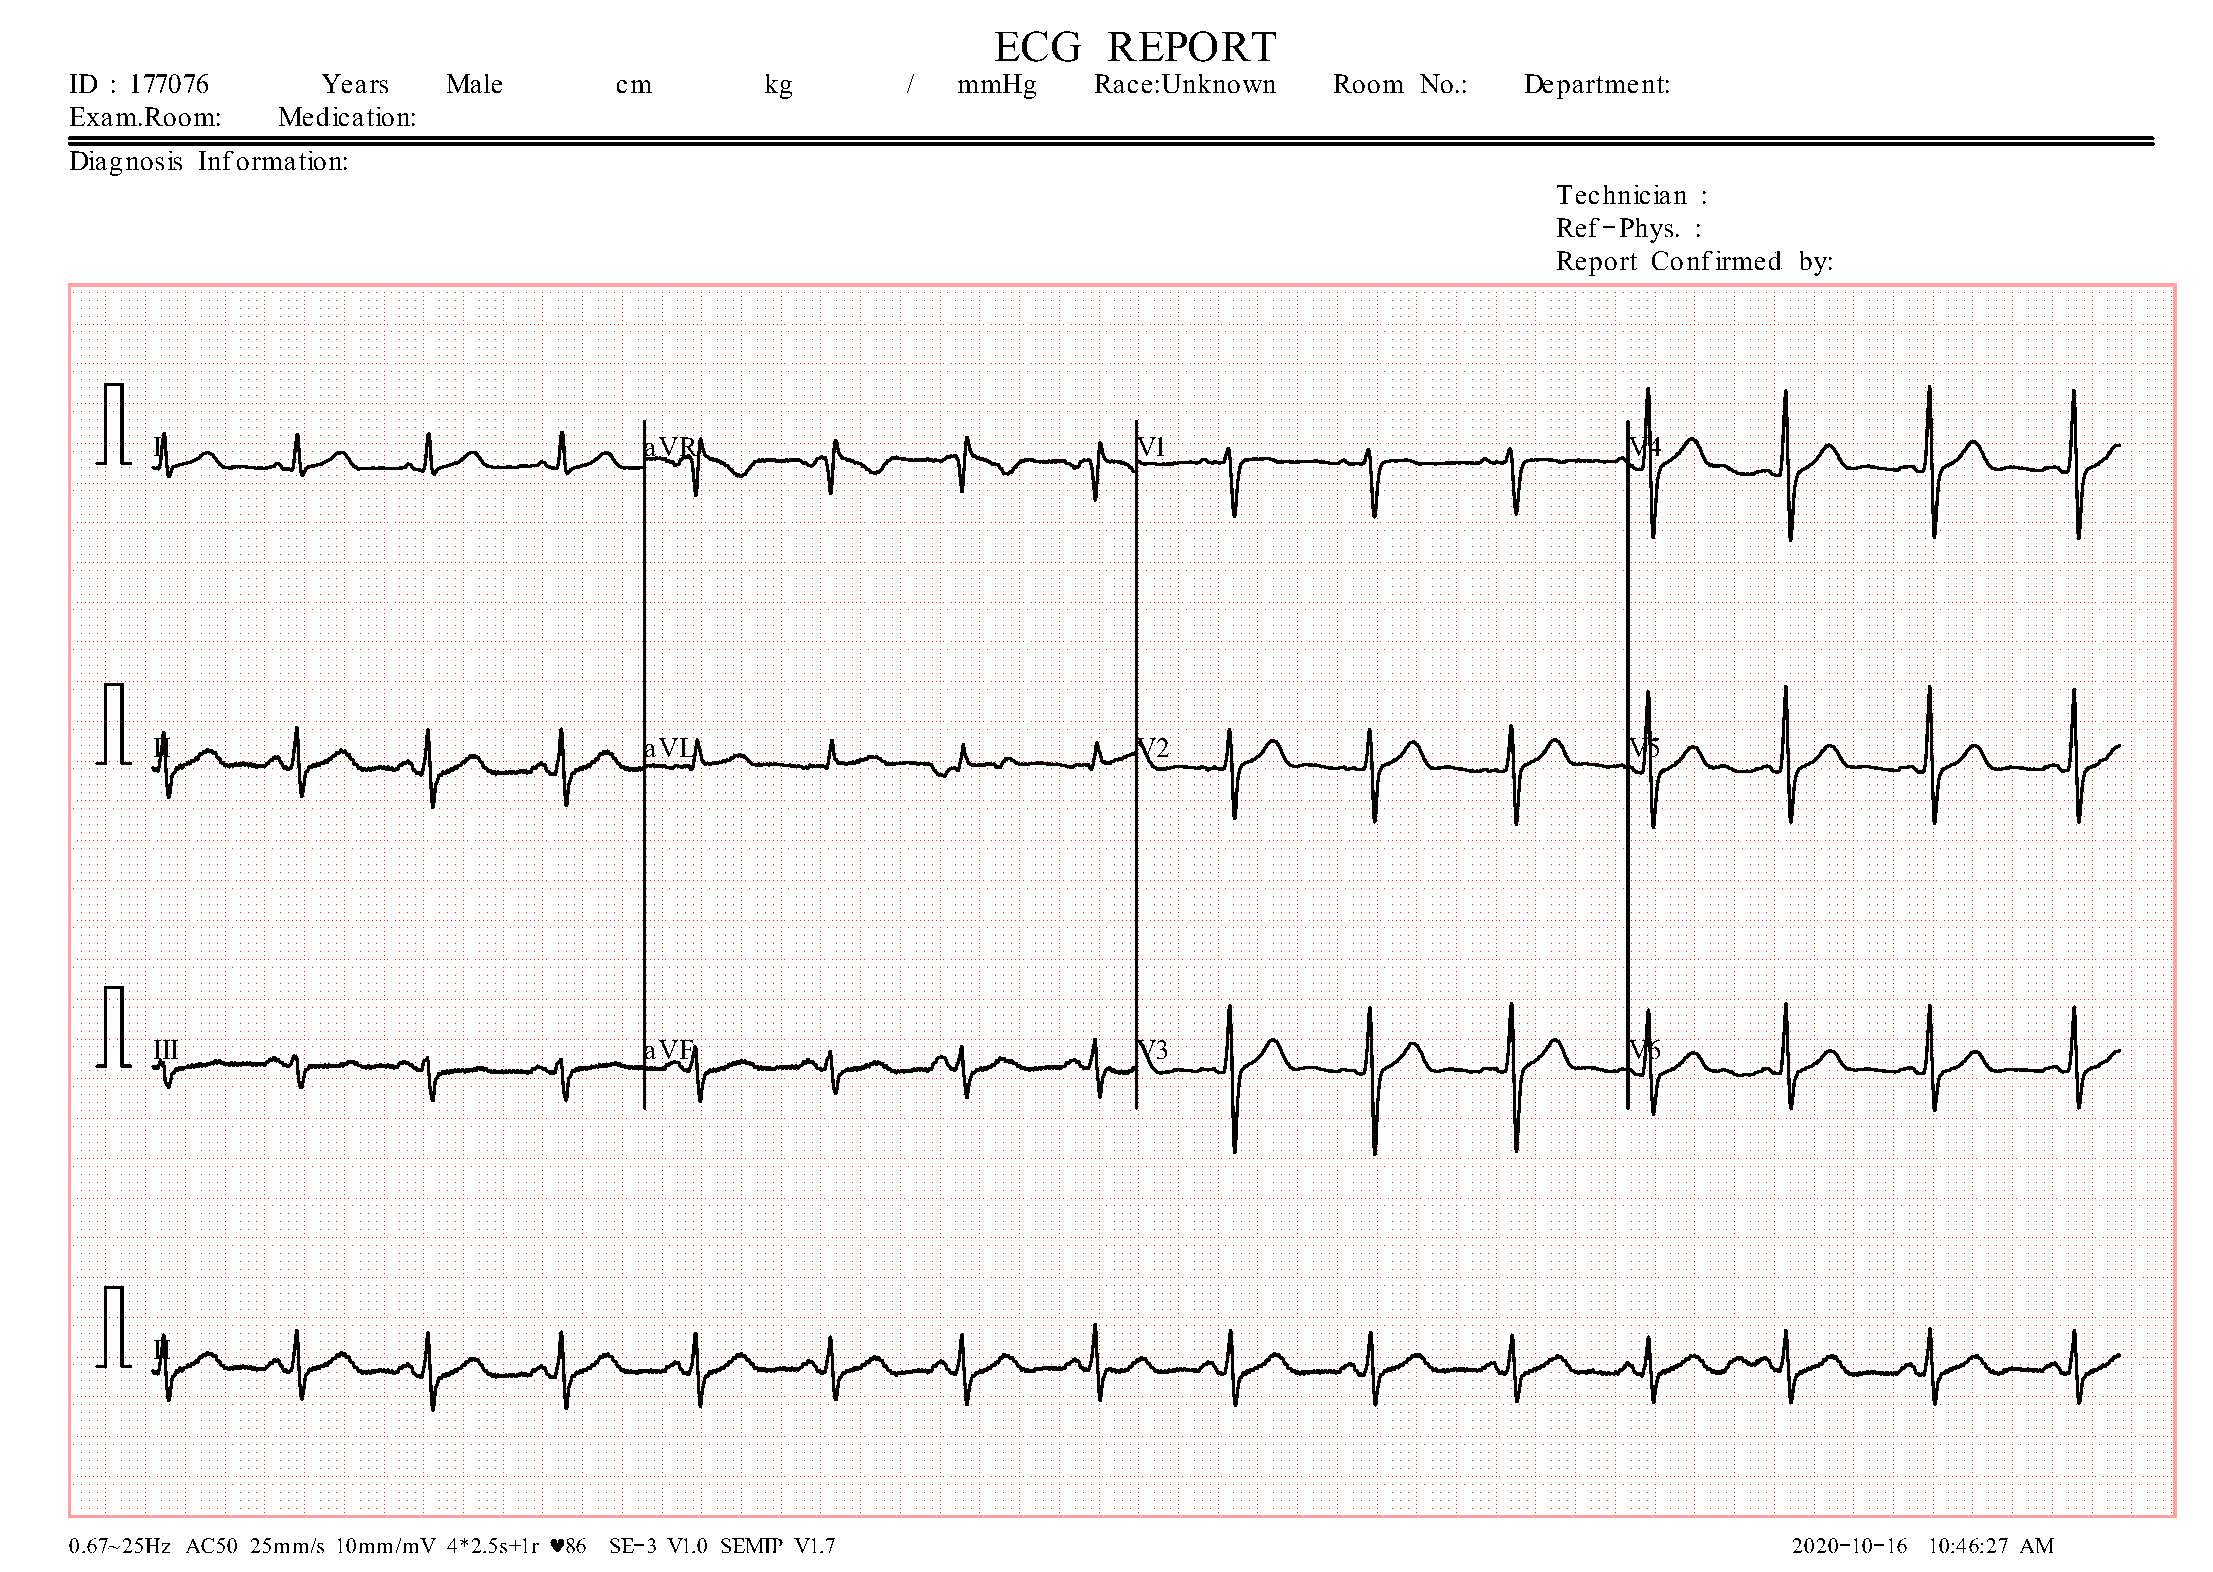 ECG REPORT
ID : 177076 Years Male cm kg / mmHg Race:Unknown Room No.: Department:
Exam.Room: Medication:
Diagnosis Information:
Technician :
Ref-Phys. :
Report Confirmed by:
I aVR V1 V4
II aVL V2 V5
III aVF V3 V6
II
0.67~25Hz AC50 25mm/s 10mm/mV 4*2.5s+1r ♥86 SE-3 V1.0 SEMIP V1.7 2020-10-16 10:46:27 AM